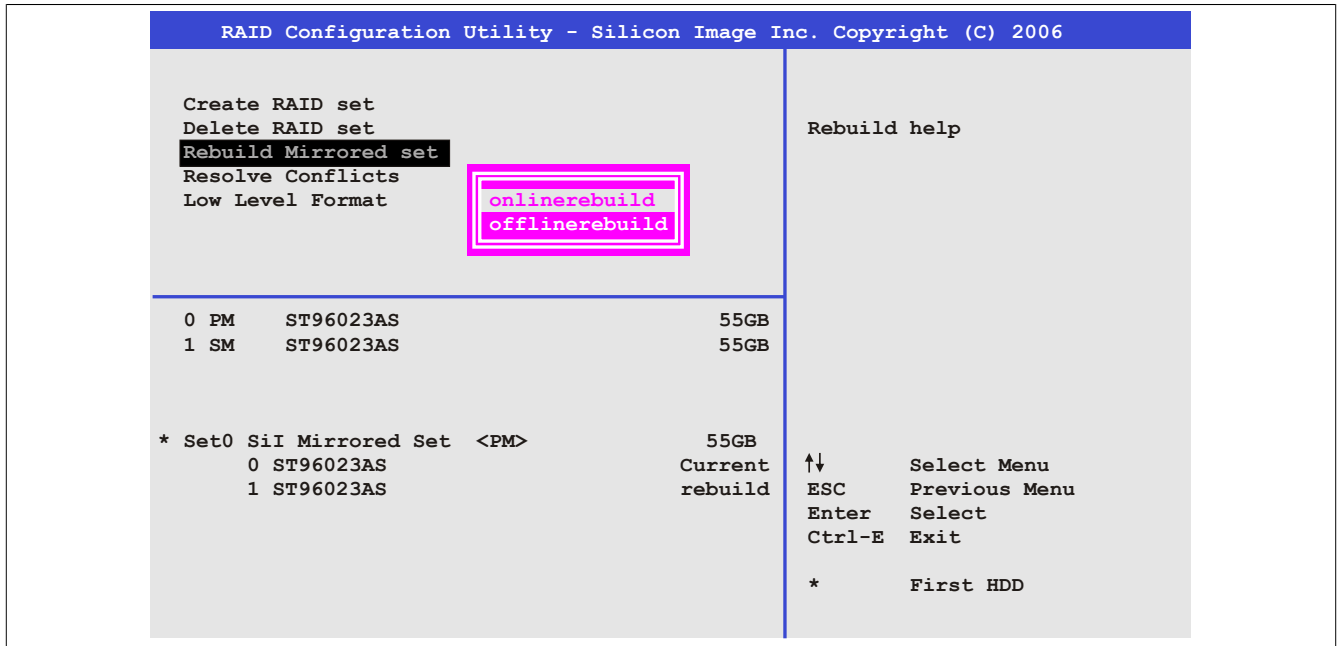 RAID Configuration Utility - Silicon Image Inc. Copyright (C) 2006
Create RAID set
Delete RAID set
Rebuild Mirrored set
Resolve Conflicts
Low Level Format
onlinerebuild
offlinerebuild
Rebuild help
0 PM ST96023AS 55GB
1 SM ST96023AS 55GB
* Set0 SiI Mirrored Set <PM> 55GB
0 ST96023AS Current
1 ST96023AS rebuild
↑↓ Select Menu
ESC Previous Menu
Enter Select
Ctrl-E Exit
* First HDD